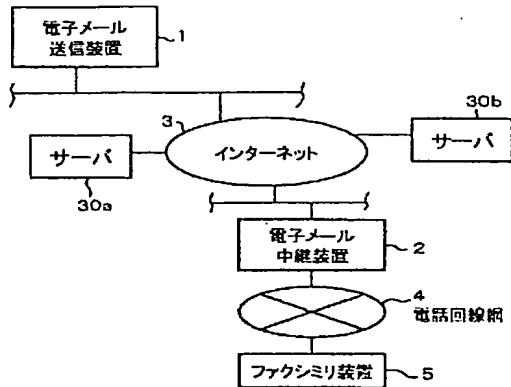 電子メール
送信装置
1
3
インターネット
30b
サーバ
サーバ
30a
電子メール
中継装置
2
4
電話回線網
ファクシミリ装置
5